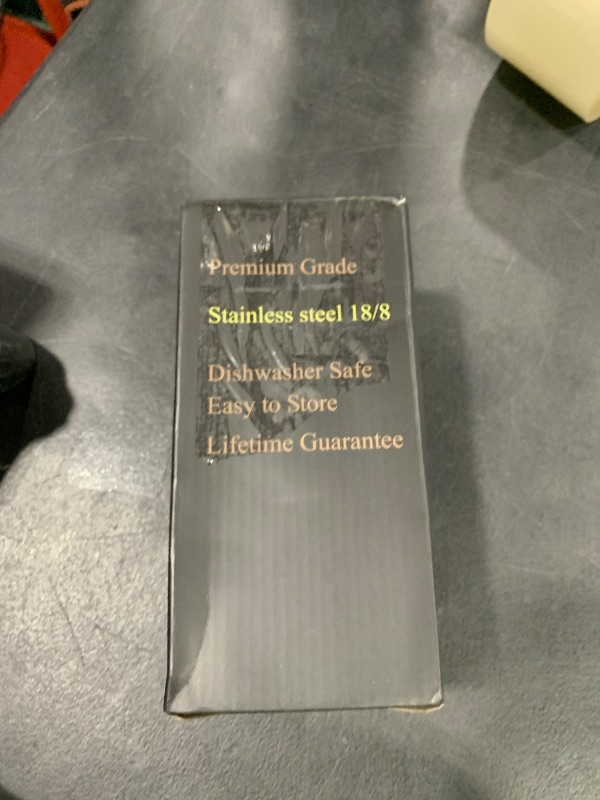 Premium Grade
Stainless steel 18/8
Dishwasher Safe
Easy to Store
Lifetime Guarantee